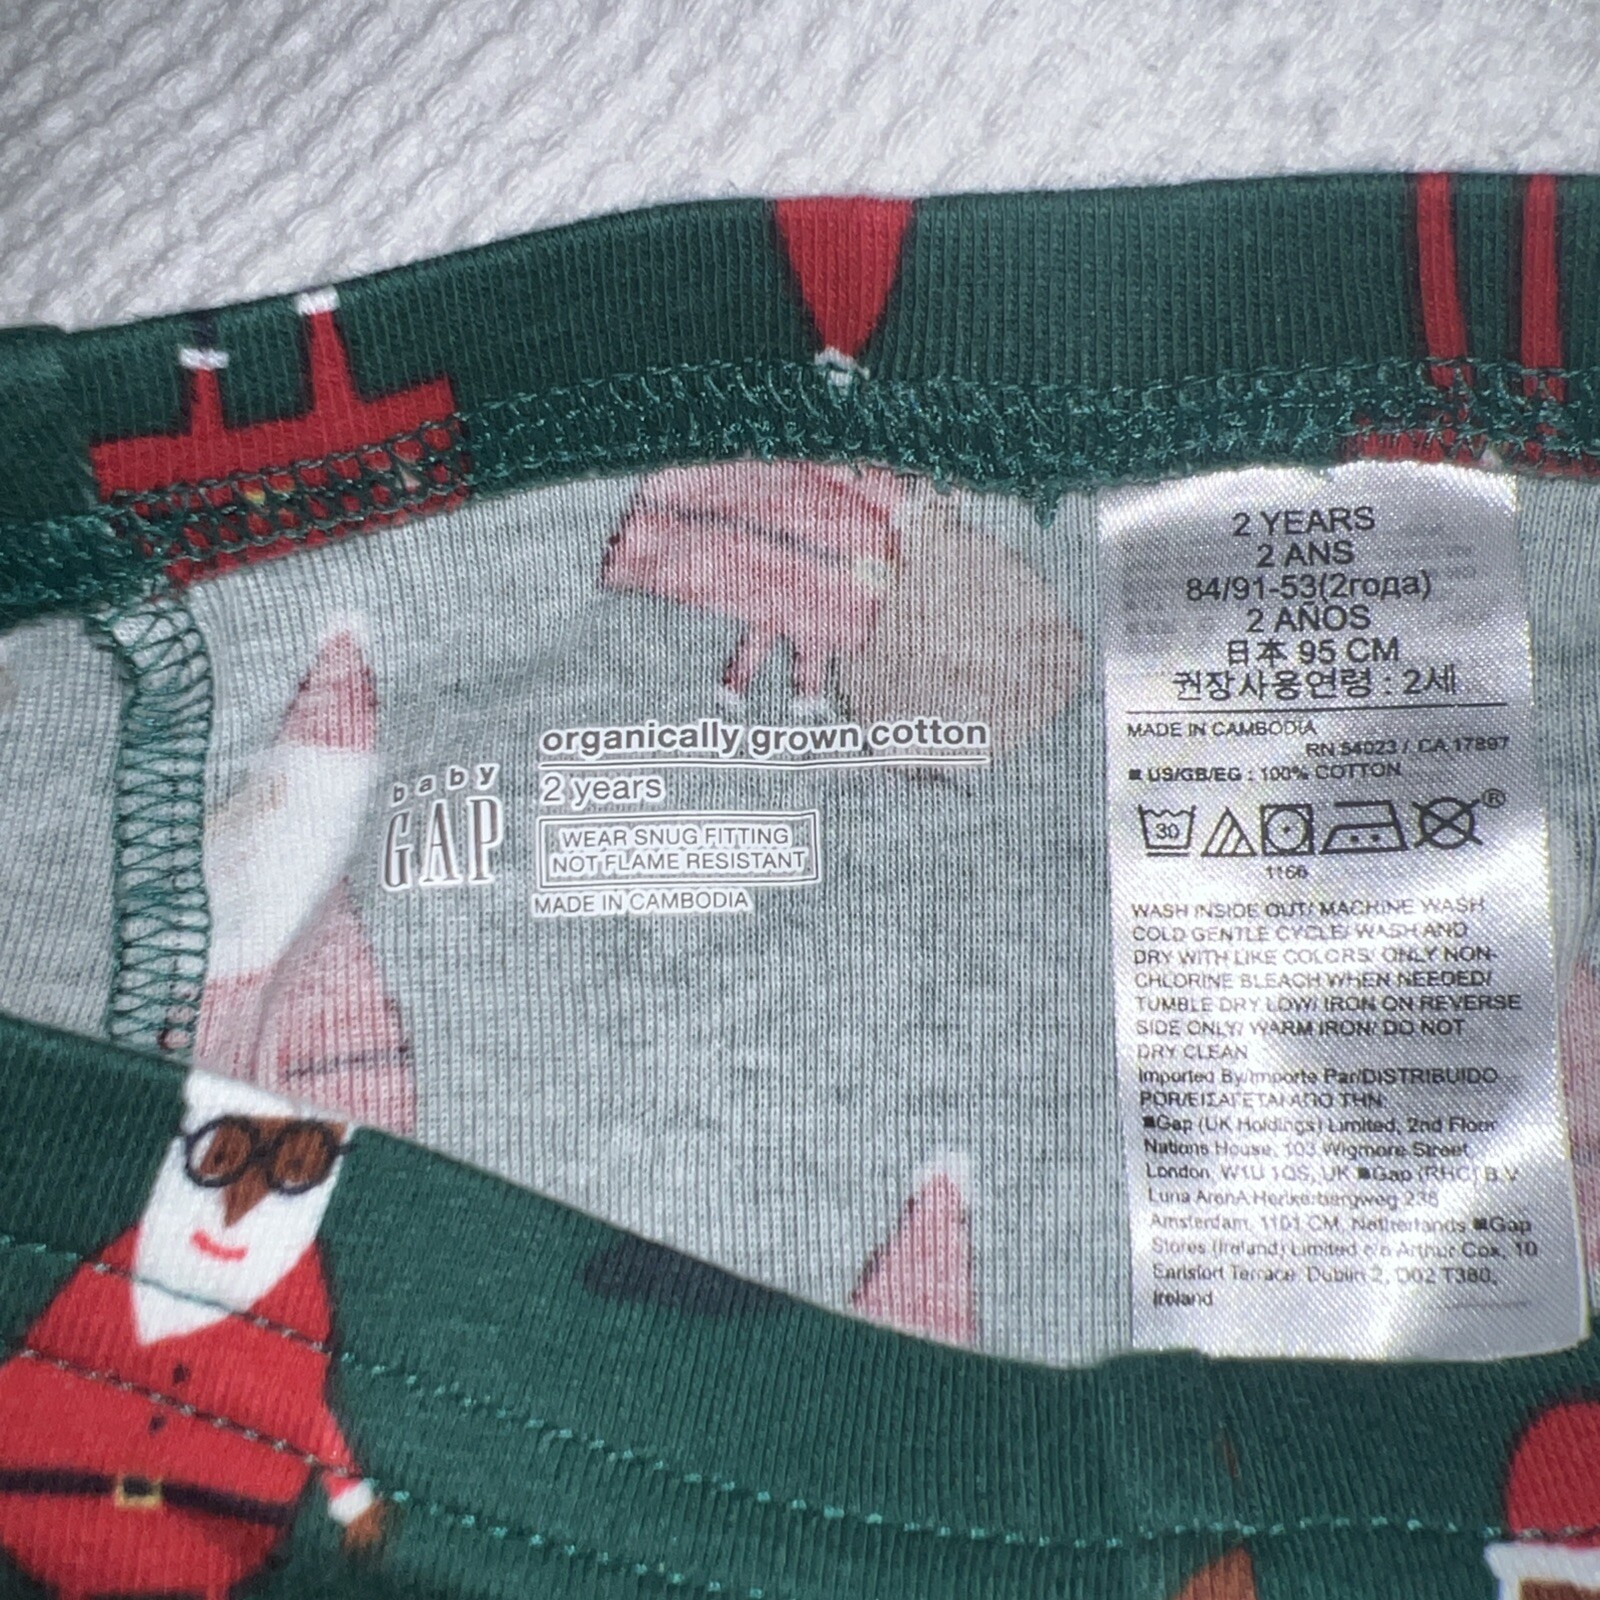 baby
GAP
organically grown cotton
2 years
WEAR SNUG FITTING
NOT FLAME RESISTANT
MADE IN CAMBODIA
2 YEARS
2 ANS
84/91-53(2года)
2 AÑOS
日本 95 CM
권장사용연령 : 2세
MADE IN CAMBODIA
RN 54023 / CA 17897
■ US/GB/EG : 100% COTTON
30
®
1166
WASH INSIDE OUT/ MACHINE WASH
COLD GENTLE CYCLE/ WASH AND
DRY WITH LIKE COLORS/ ONLY NON-
CHLORINE BLEACH WHEN NEEDED/
TUMBLE DRY LOW/ IRON ON REVERSE
SIDE ONLY/ WARM IRON/ DO NOT
DRY CLEAN
Imported By/Importe Par/DISTRIBUIDO
POR/ΕΙΣΑΓΕΤΑΙ ΑΠΟ ΤΗΝ:
■Gap (UK Holdings) Limited, 2nd Floor
Nations House, 103 Wigmore Street,
London, W1U 1QS, UK ■Gap (RHC) B.V
Luna ArenA Herikerbergweg 238
Amsterdam, 1101 CM, Netherlands ■Gap
Stores (Ireland) Limited c/o Arthur Cox, 10
Earlsfort Terrace, Dublin 2, D02 T380,
Ireland